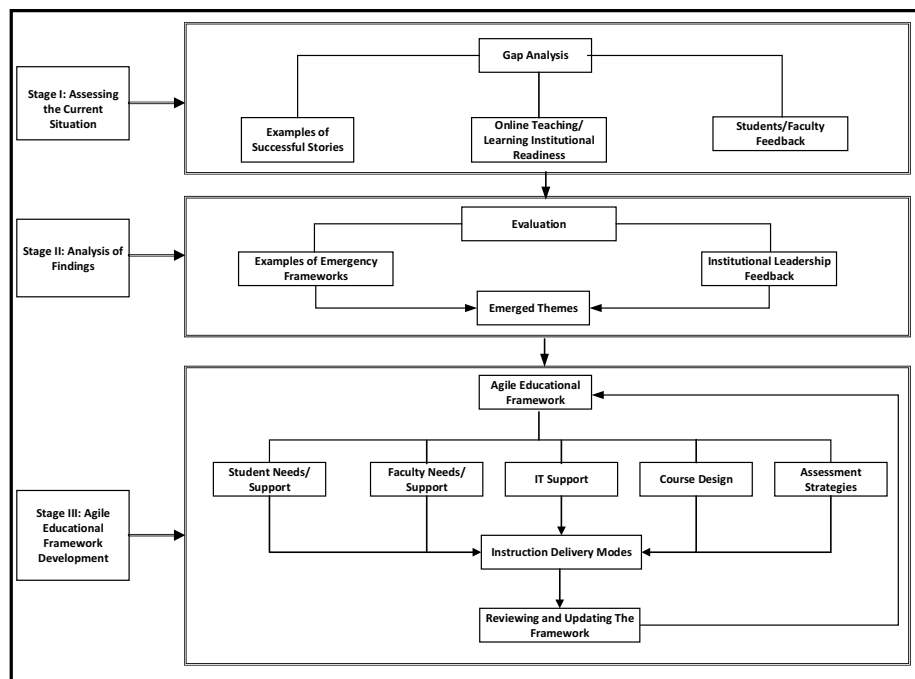 Gap Analysis
Stage I: Assessing
the Current
Situation
Examples of
Successful Stories
Online Teaching/
Learning Institutional
Readiness
Students/Faculty
Feedback
Stage II: Analysis of
Findings
Evaluation
Examples of Emergency
Frameworks
Institutional Leadership
Feedback
Emerged Themes
Stage III: Agile
Educational
Framework
Development
Agile Educational
Framework
Student Needs/
Support
Faculty Needs/
Support
IT Support
Course Design
Assessment
Strategies
Instruction Delivery Modes
Reviewing and Updating The
Framework